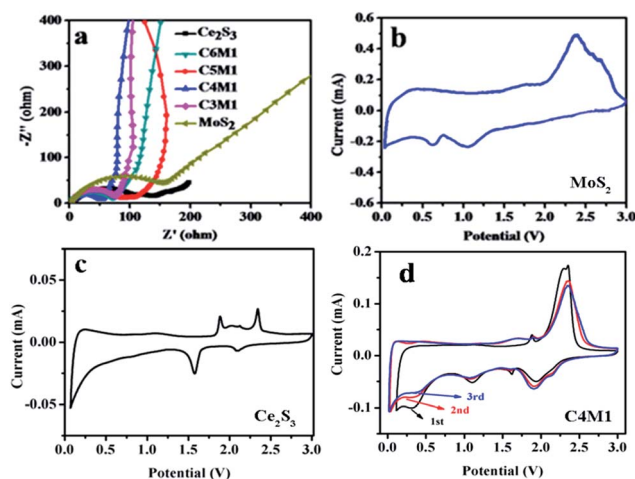 a
400
300
200
100
0
-Z'' (ohm)
0 100 200 300 400
Z' (ohm)
Ce₂S₃
C6M1
C5M1
C4M1
C3M1
MoS₂
b
0.6
0.4
0.2
0.0
-0.2
-0.4
Current (mA)
0.0 0.5 1.0 1.5 2.0 2.5 3.0
Potential (V)
MoS₂
c
0.05
0.00
-0.05
Current (mA)
0.0 0.5 1.0 1.5 2.0 2.5 3.0
Potential (V)
Ce₂S₃
d
0.2
0.1
0.0
-0.1
Current (mA)
0.0 0.5 1.0 1.5 2.0 2.5 3.0
Potential (V)
3rd
2nd
1st
C4M1